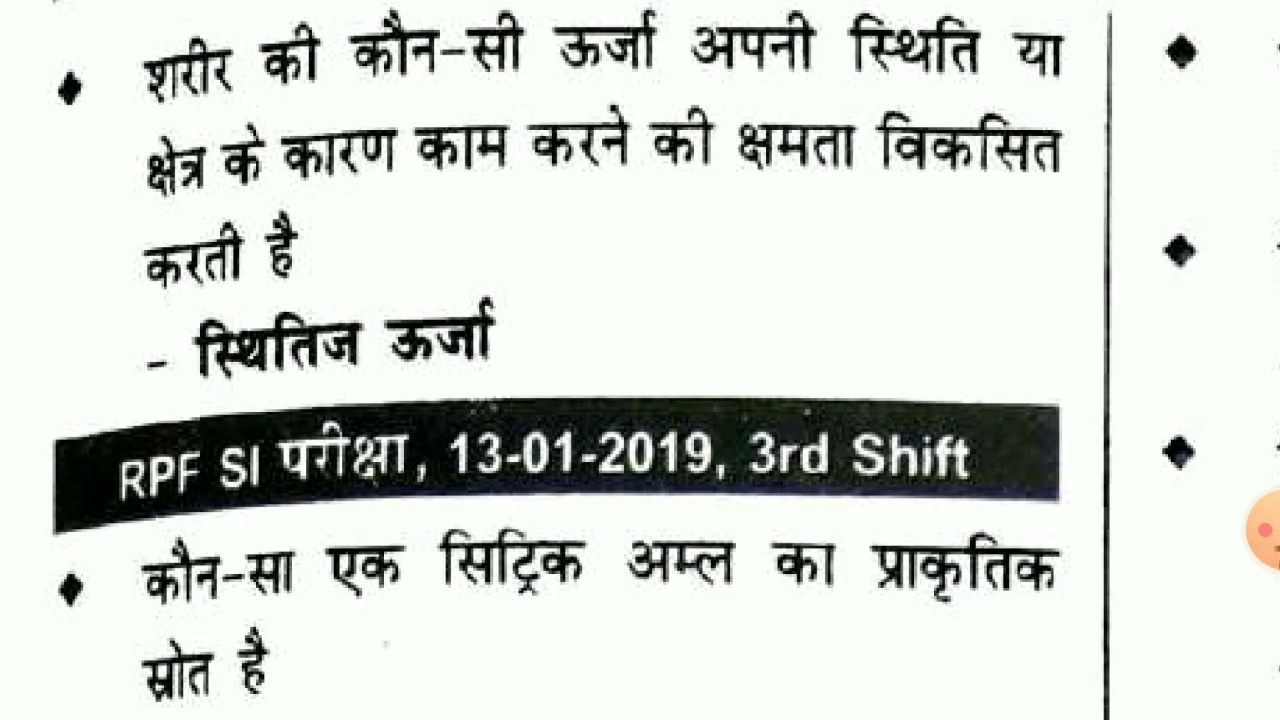 ♦ शरीर की कौन-सी ऊर्जा अपनी स्थिति या
क्षेत्र के कारण काम करने की क्षमता विकसित
करती है
- स्थितिज ऊर्जा
RPF SI परीक्षा, 13-01-2019, 3rd Shift
♦ कौन-सा एक सिट्रिक अम्ल का प्राकृतिक
स्रोत है